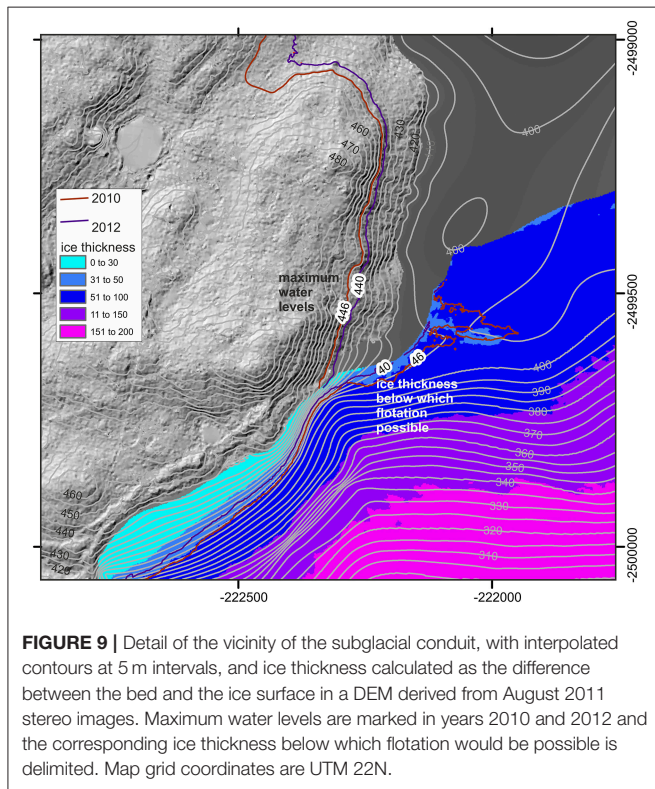 -2499000
-2499500
-2500000
-222500
-222000
2010
2012
ice thickness
0 to 30
31 to 50
51 to 100
11 to 150
151 to 200
460
470
480
430
420
400
400
maximum
water
levels
440
446
40
46
ice thickness
below which
flotation
possible
400
390
380
370
360
350
340
330
320
310
460
450
440
430
420
FIGURE 9 | Detail of the vicinity of the subglacial conduit, with interpolated
contours at 5 m intervals, and ice thickness calculated as the difference
between the bed and the ice surface in a DEM derived from August 2011
stereo images. Maximum water levels are marked in years 2010 and 2012 and
the corresponding ice thickness below which flotation would be possible is
delimited. Map grid coordinates are UTM 22N.